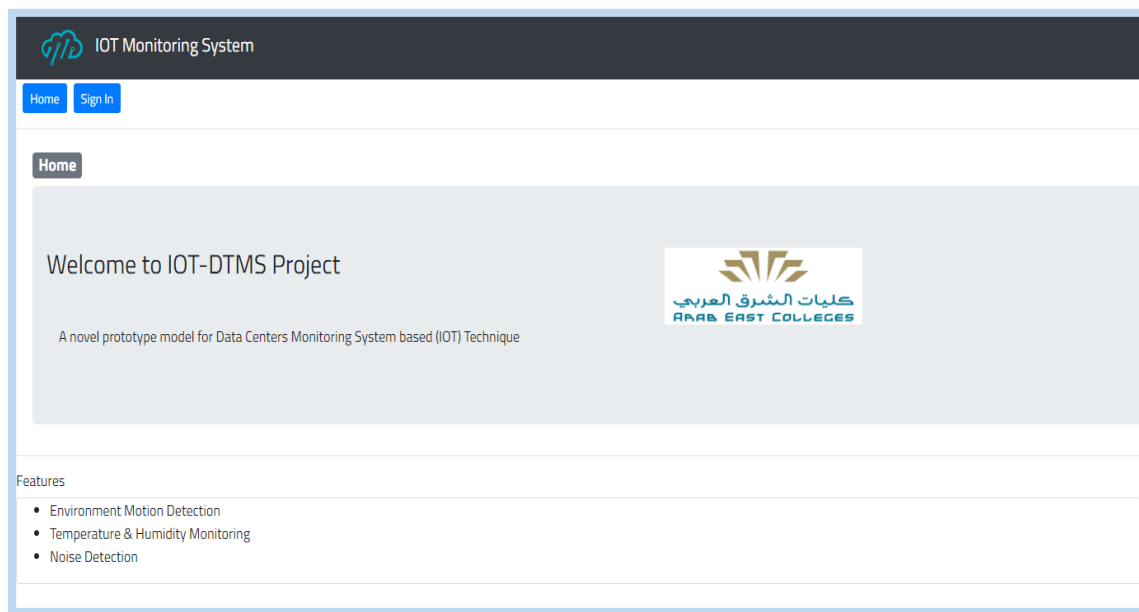 IOT Monitoring System
Home Sign In
Home
Welcome to IOT-DTMS Project
كليات الشرق العربي
ARAB EAST COLLEGES
A novel prototype model for Data Centers Monitoring System based (IOT) Technique
Features
Environment Motion Detection
Temperature & Humidity Monitoring
Noise Detection